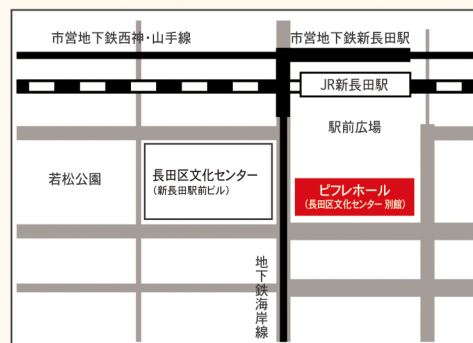 市営地下鉄西神・山手線
市営地下鉄新長田駅
JR新長田駅
駅前広場
若松公園
長田区文化センター
(新長田駅前ビル)
ピフレホール
(長田区文化センター 別館)
地下鉄海岸線